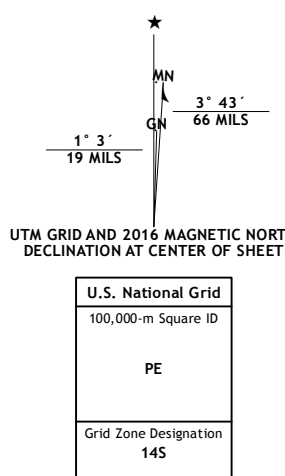 ★
MN
GN
3° 43´
66 MILS
1° 3´
19 MILS
UTM GRID AND 2016 MAGNETIC NORT
DECLINATION AT CENTER OF SHEET
U.S. National Grid
100,000-m Square ID
PE
Grid Zone Designation
14S